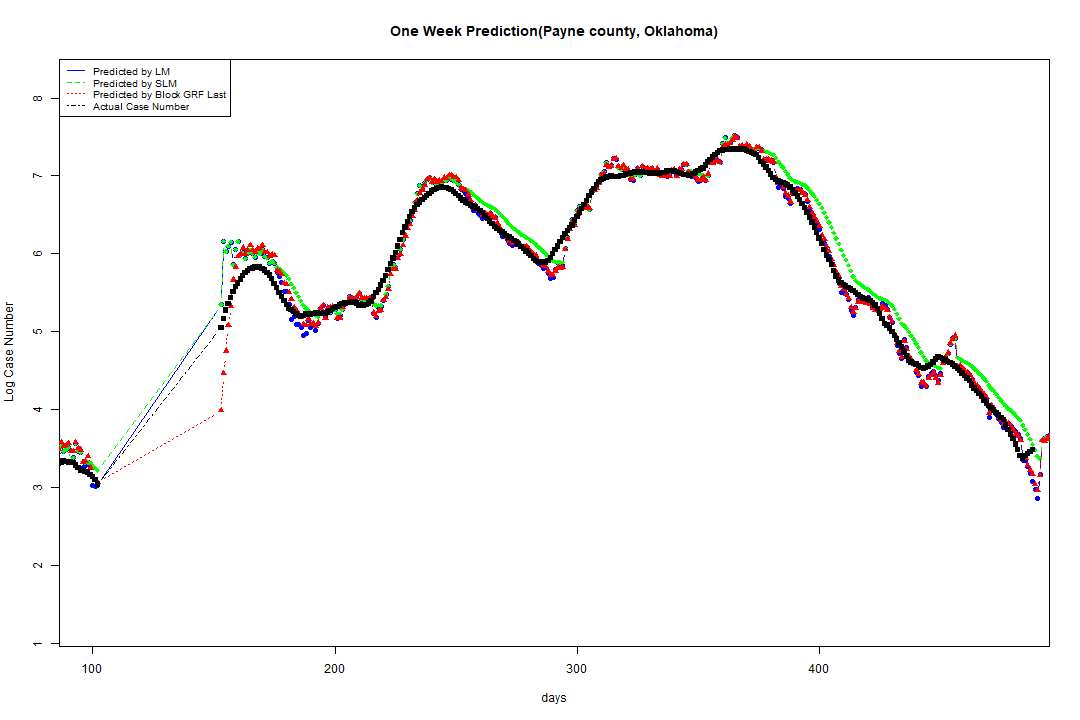 One Week Prediction(Payne county, Oklahoma)
Predicted by LM
Predicted by SLM
Predicted by Block GRF Last
Actual Case Number
Log Case Number
8
7
6
5
4
3
2
1
100 200 300 400
days